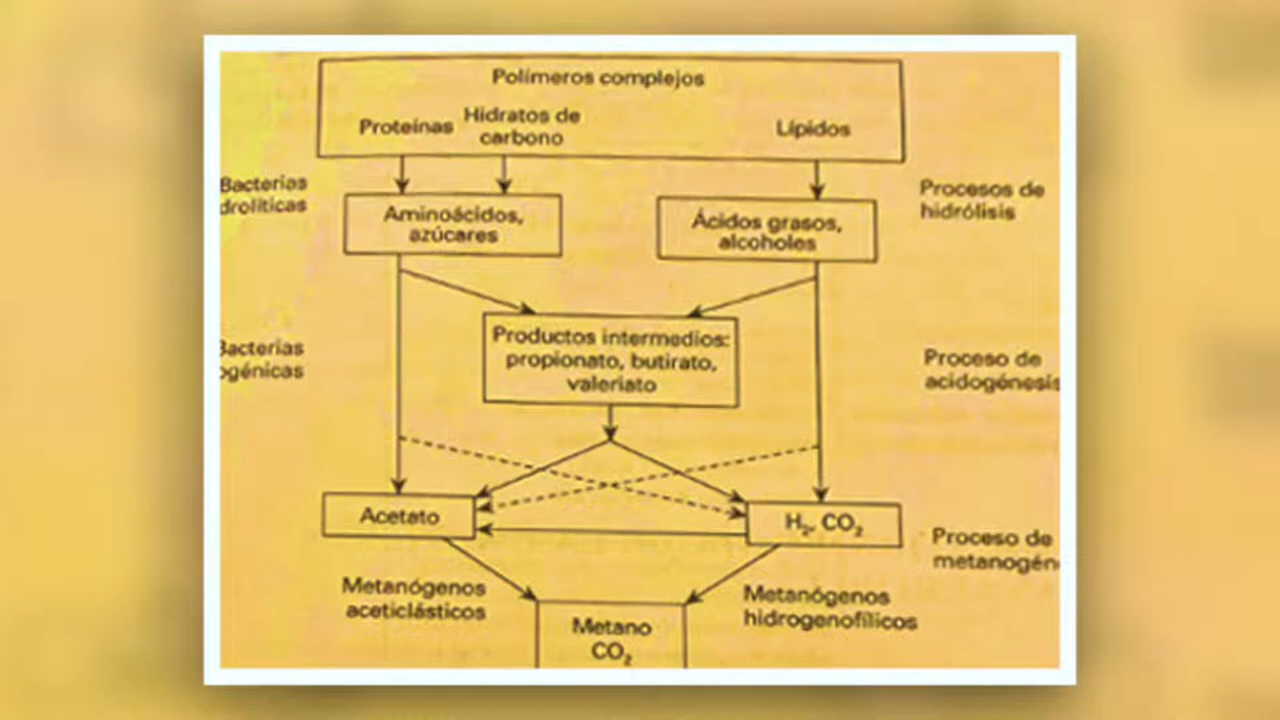 Polímeros complejos
Proteínas
Hidratos de
carbono
Lípidos
Bacterias
drolíticas
Procesos de
hidrólisis
Aminoácidos,
azúcares
Ácidos grasos,
alcoholes
Productos intermedios:
propionato, butirato,
valeriato
Bacterias
ogénicas
Proceso de
acidogénesis
Acetato
H₂, CO₂
Proceso de
metanogén
Metanógenos
aceticlásticos
Metanógenos
hidrogenofílicos
Metano
CO₂